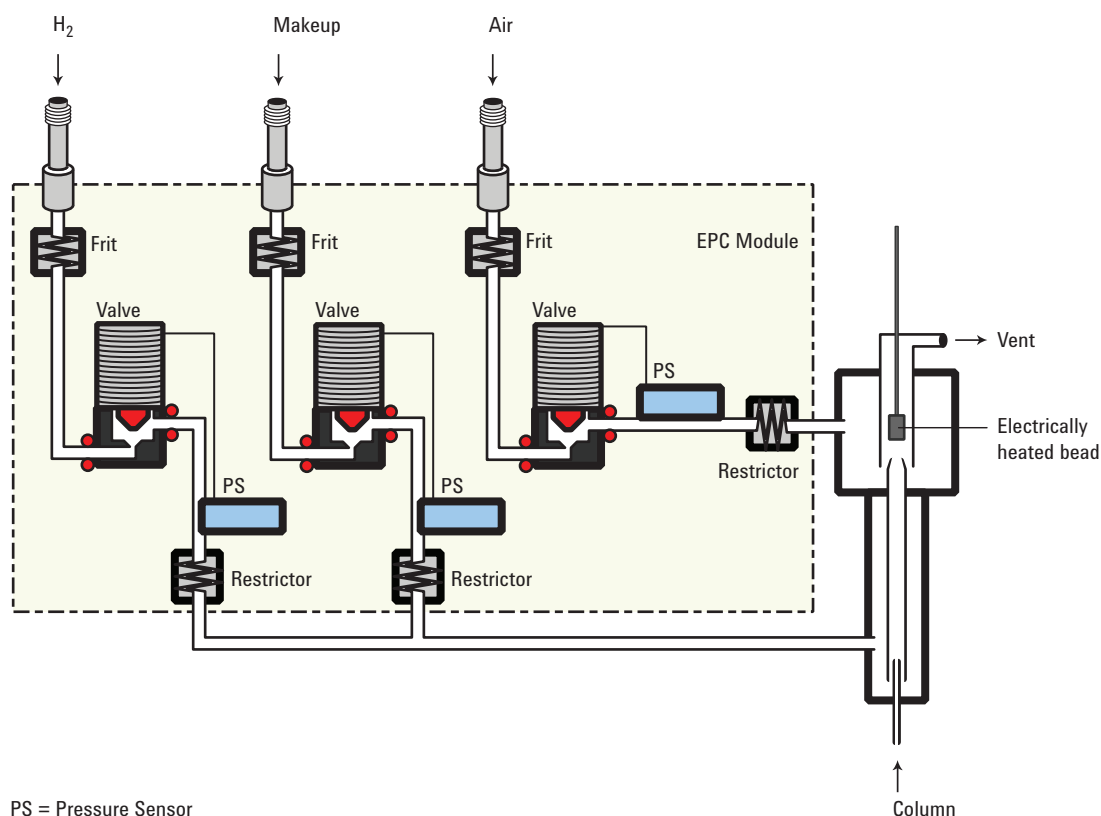 H2
Makeup
Air
Frit
Frit
Frit
EPC Module
Valve
Valve
Valve
PS
Vent
Electrically
heated bead
Restrictor
PS
PS
Restrictor
Restrictor
PS = Pressure Sensor
Column